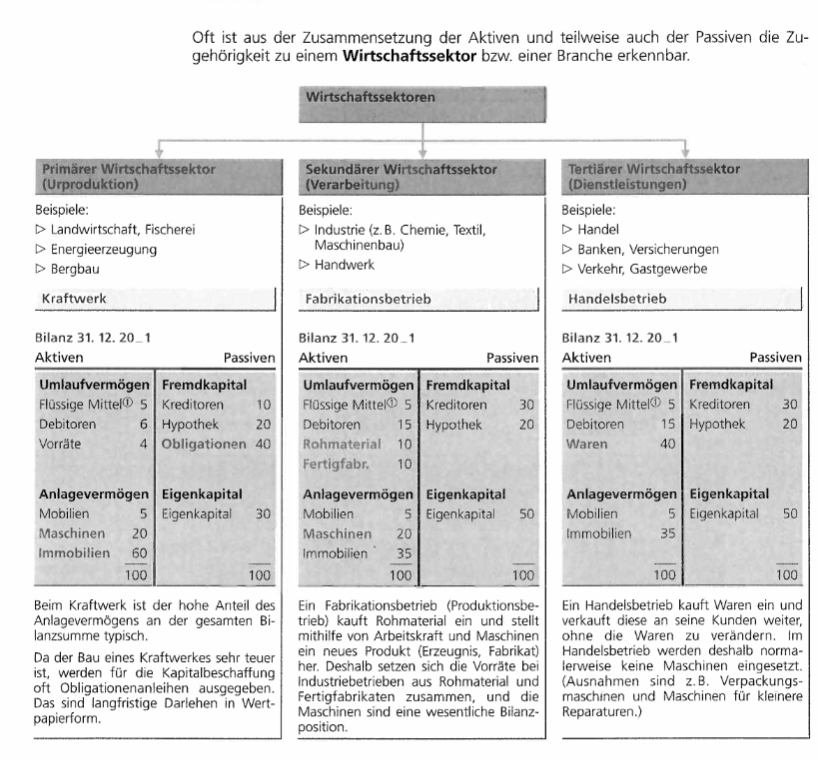 Oft ist aus der Zusammensetzung der Aktiven und teilweise auch der Passiven die Zu-
gehörigkeit zu einem Wirtschaftssektor bzw. einer Branche erkennbar.
Wirtschaftssektoren
Primärer Wirtschaftssektor
(Urproduktion)
Beispiele:
▷ Landwirtschaft, Fischerei
▷ Energieerzeugung
▷ Bergbau
Kraftwerk
Bilanz 31. 12. 20_1
Aktiven Passiven
Umlaufvermögen Fremdkapital
Flüssige Mittel① 5 Kreditoren 10
Debitoren 6 Hypothek 20
Vorräte 4 Obligationen 40
Anlagevermögen Eigenkapital
Mobilien 5 Eigenkapital 30
Maschinen 20
Immobilien 60
100 100
Beim Kraftwerk ist der hohe Anteil des
Anlagevermögens an der gesamten Bi-
lanzsumme typisch.
Da der Bau eines Kraftwerkes sehr teuer
ist, werden für die Kapitalbeschaffung
oft Obligationenanleihen ausgegeben.
Das sind langfristige Darlehen in Wert-
papierform.
Sekundärer Wirtschaftssektor
(Verarbeitung)
Beispiele:
▷ Industrie (z. B. Chemie, Textil,
Maschinenbau)
▷ Handwerk
Fabrikationsbetrieb
Bilanz 31. 12. 20_1
Aktiven Passiven
Umlaufvermögen Fremdkapital
Flüssige Mittel① 5 Kreditoren 30
Debitoren 15 Hypothek 20
Rohmaterial 10
Fertigfabr. 10
Anlagevermögen Eigenkapital
Mobilien 5 Eigenkapital 50
Maschinen 20
Immobilien 35
100 100
Ein Fabrikationsbetrieb (Produktionsbe-
trieb) kauft Rohmaterial ein und stellt
mithilfe von Arbeitskraft und Maschinen
ein neues Produkt (Erzeugnis, Fabrikat)
her. Deshalb setzen sich die Vorräte bei
Industriebetrieben aus Rohmaterial und
Fertigfabrikaten zusammen, und die
Maschinen sind eine wesentliche Bilanz-
position.
Tertiärer Wirtschaftssektor
(Dienstleistungen)
Beispiele:
▷ Handel
▷ Banken, Versicherungen
▷ Verkehr, Gastgewerbe
Handelsbetrieb
Bilanz 31. 12. 20_1
Aktiven Passiven
Umlaufvermögen Fremdkapital
Flüssige Mittel① 5 Kreditoren 30
Debitoren 15 Hypothek 20
Waren 40
Anlagevermögen Eigenkapital
Mobilien 5 Eigenkapital 50
Immobilien 35
100 100
Ein Handelsbetrieb kauft Waren ein und
verkauft diese an seine Kunden weiter,
ohne die Waren zu verändern. Im
Handelsbetrieb werden deshalb norma-
lerweise keine Maschinen eingesetzt.
(Ausnahmen sind z. B. Verpackungs-
maschinen und Maschinen für kleinere
Reparaturen.)